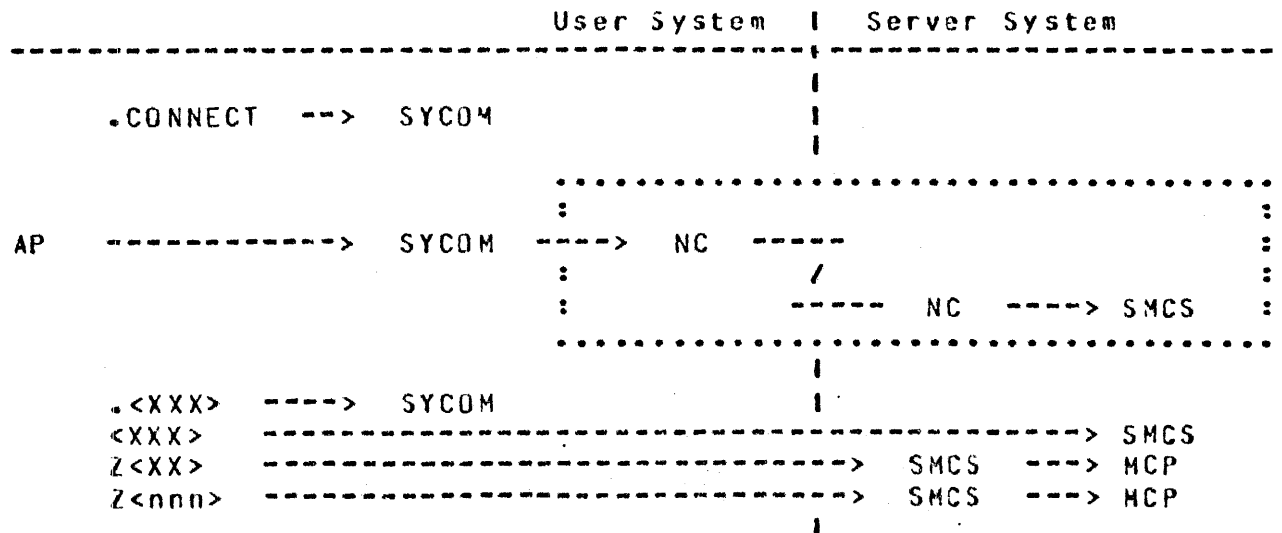 User System | Server System
.CONNECT --> SYCOM
AP -------------> SYCOM -----> NC -----
/
----- NC ----> SMCS
.<XXX> ----> SYCOM
<XXX> ----------------------------------------------> SMCS
Z<XX> ---------------------------------> SMCS ---> MCP
Z<nnn> ---------------------------------> SMCS ---> MCP